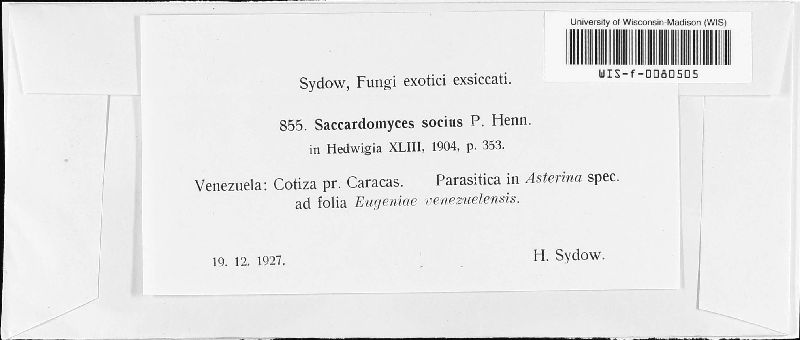 University of Wisconsin-Madison (WIS)
WIS-f-0080505
Sydow, Fungi exotici exsiccati.
855. Saccardomyces socius P. Henn.
in Hedwigia XLIII, 1904, p. 353.
Venezuela: Cotiza pr. Caracas. Parasitica in Asterina spec.
ad folia Eugeniae venezuelensis.
19. 12. 1927. H. Sydow.